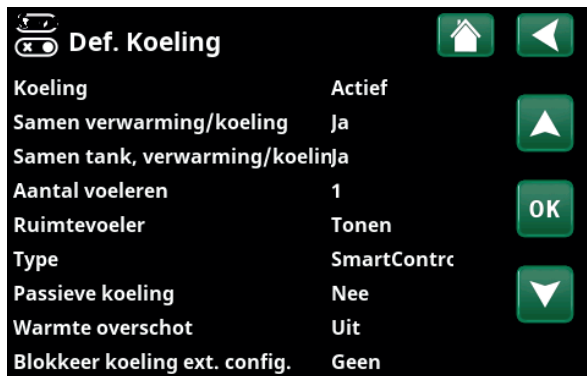 Def. Koeling
Koeling Actief
Samen verwarming/koeling Ja
Samen tank, verwarming/koelin Ja
Aantal voeleren 1
Ruimtevoeler Tonen
Type SmartContrc
Passieve koeling Nee
Warmte overschot Uit
Blokkeer koeling ext. config. Geen
OK